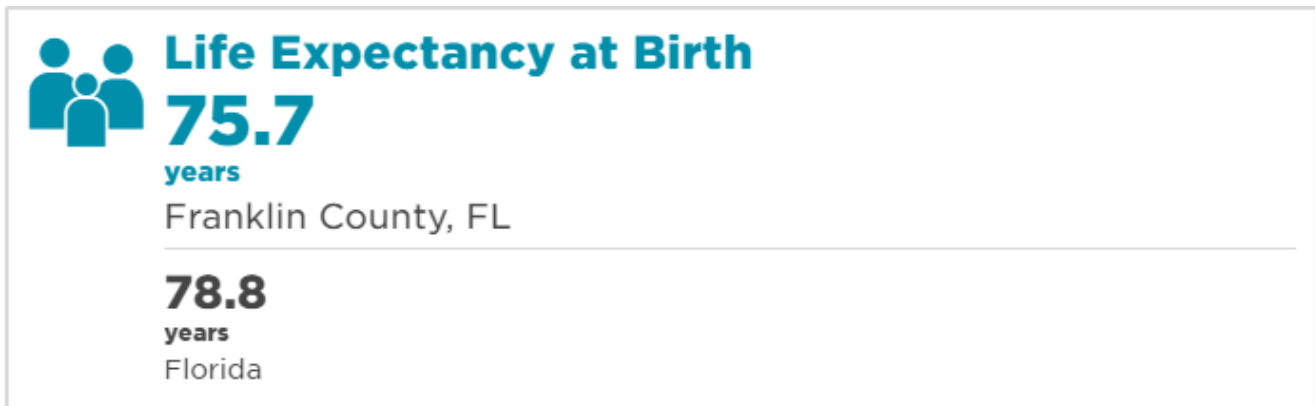 Life Expectancy at Birth
75.7
years
Franklin County, FL
78.8
years
Florida